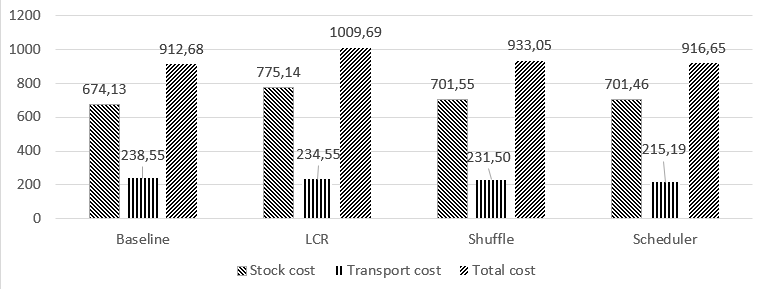 1200
1000
800
600
400
200
0
674,13
238,55
912,68
775,14
234,55
1009,69
701,55
231,50
933,05
701,46
215,19
916,65
Baseline
LCR
Shuffle
Scheduler
Stock cost
Transport cost
Total cost